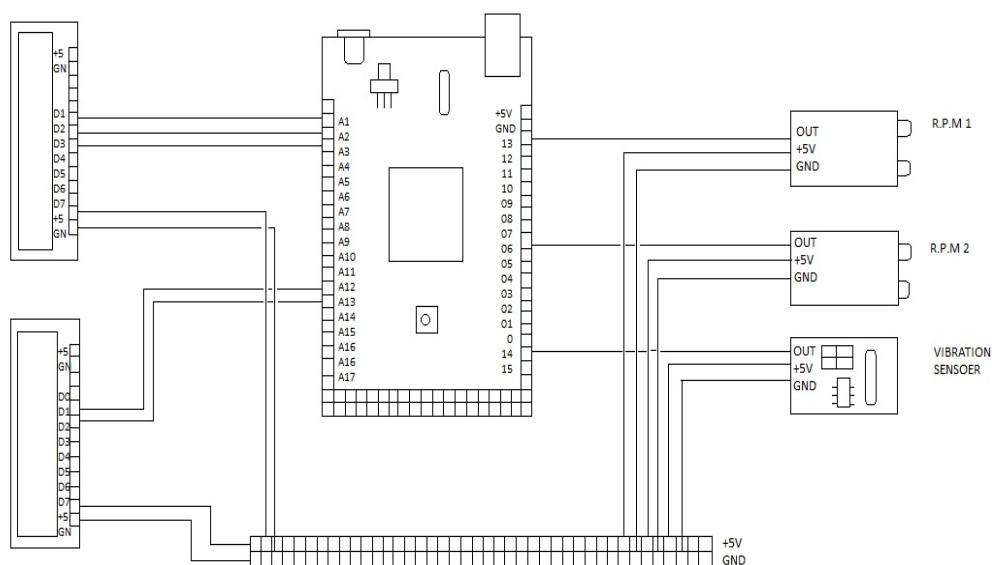 +5
GN
D1
D2
D3
D4
D5
D6
D7
+5
GN
+5
GN
D0
D1
D2
D3
D4
D5
D6
D7
+5
GN
A1
A2
A3
A4
A5
A6
A7
A8
A9
A10
A11
A12
A13
A14
A15
A16
A16
A17
+5V
GND
13
12
11
10
09
08
07
06
05
04
03
02
01
0
14
15
OUT
+5V
GND
R.P.M 1
OUT
+5V
GND
R.P.M 2
OUT
+5V
GND
VIBRATION
SENSOER
+5V
GND